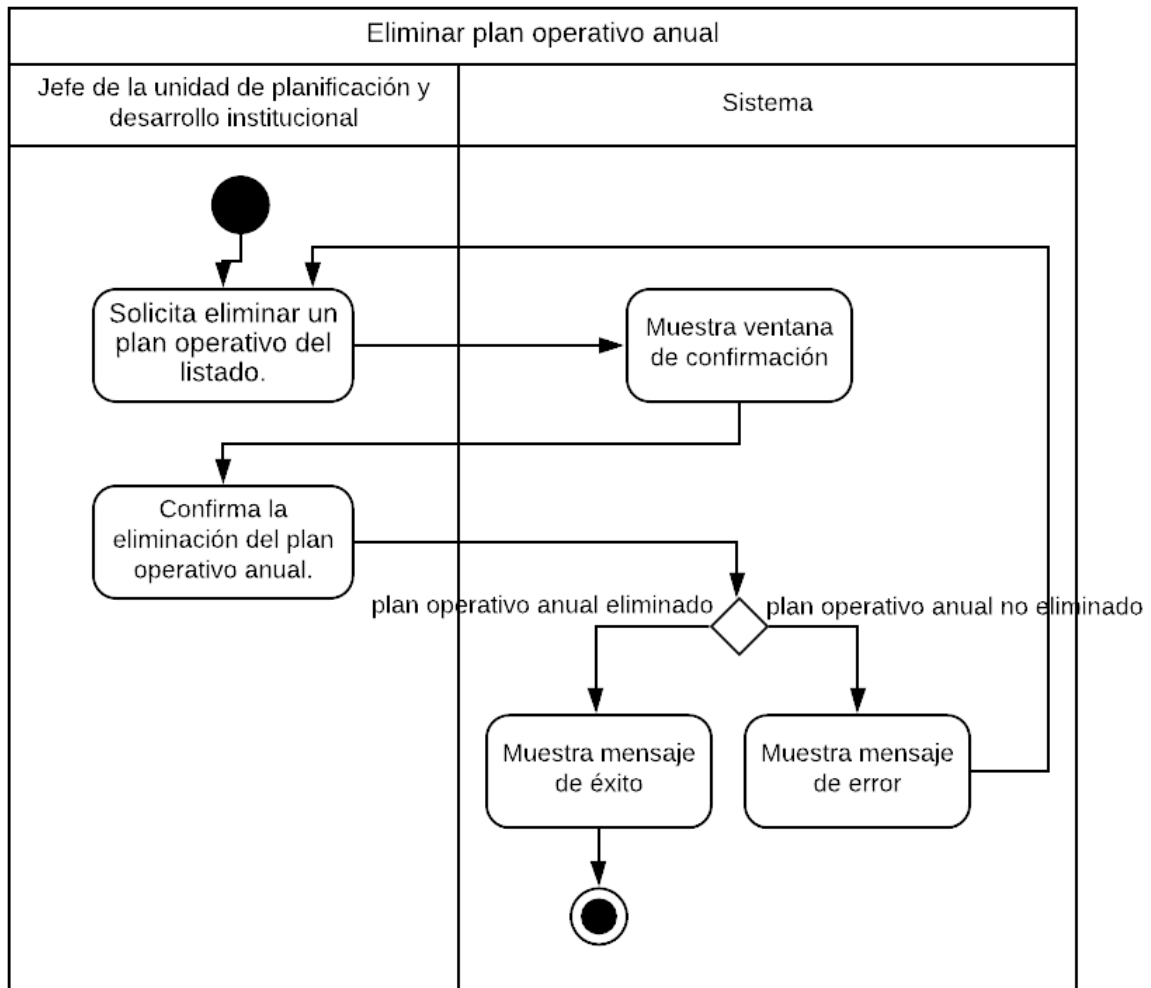 Eliminar plan operativo anual
Jefe de la unidad de planificación y
desarrollo institucional
Sistema
Solicita eliminar un
plan operativo del
listado.
Muestra ventana
de confirmación
Confirma la
eliminación del plan
operativo anual.
plan operativo anual eliminado
plan operativo anual no eliminado
Muestra mensaje
de éxito
Muestra mensaje
de error